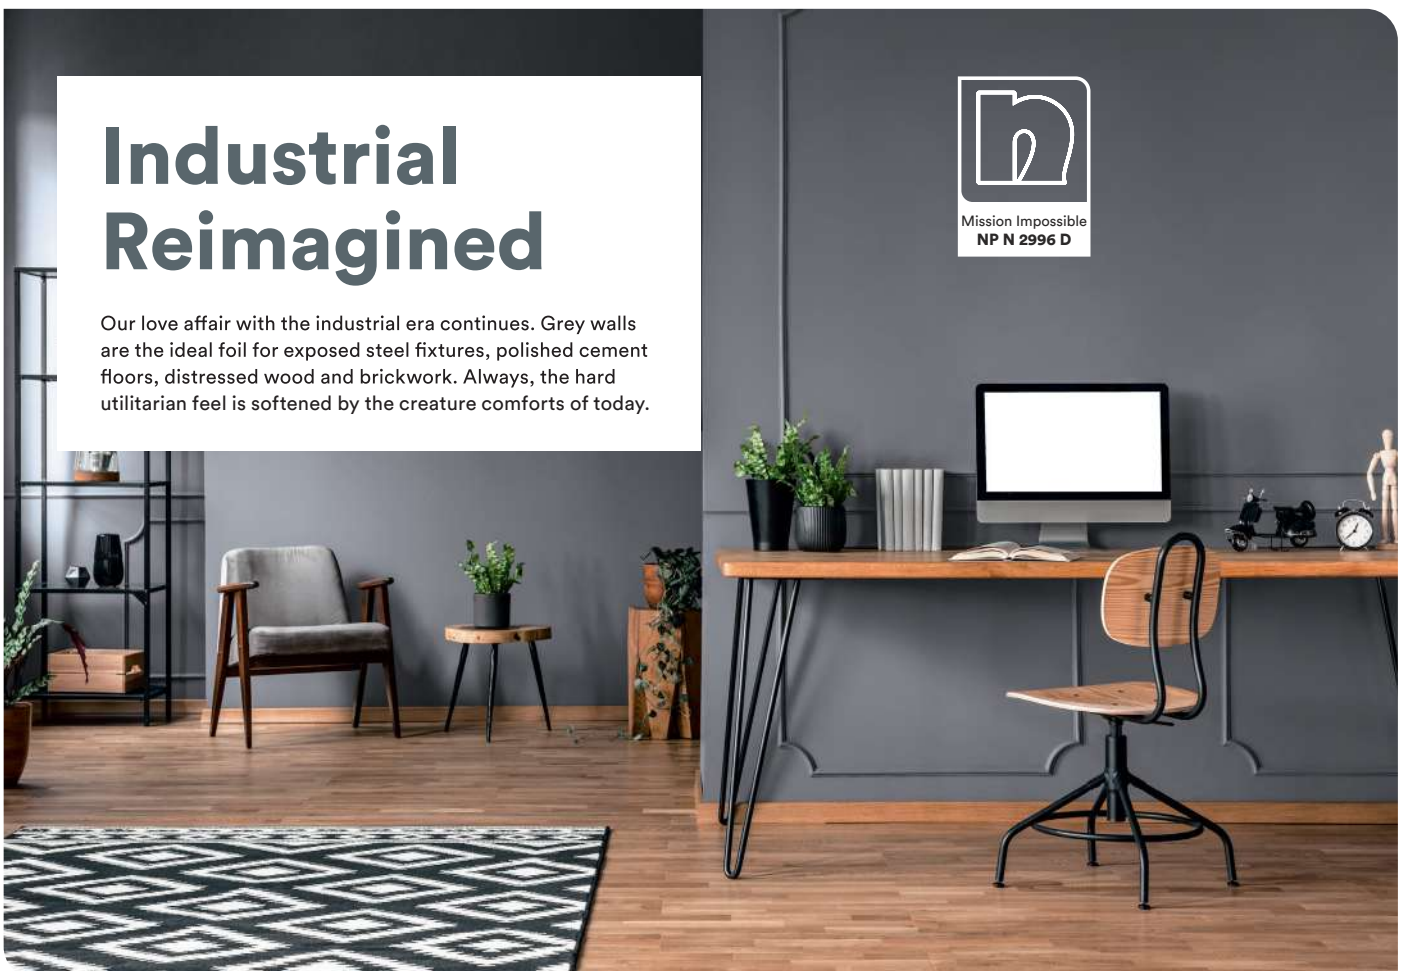 Industrial
Reimagined
Our love affair with the industrial era continues. Grey walls
are the ideal foil for exposed steel fixtures, polished cement
floors, distressed wood and brickwork. Always, the hard
utilitarian feel is softened by the creature comforts of today.
n
Mission Impossible
NP N 2996 D